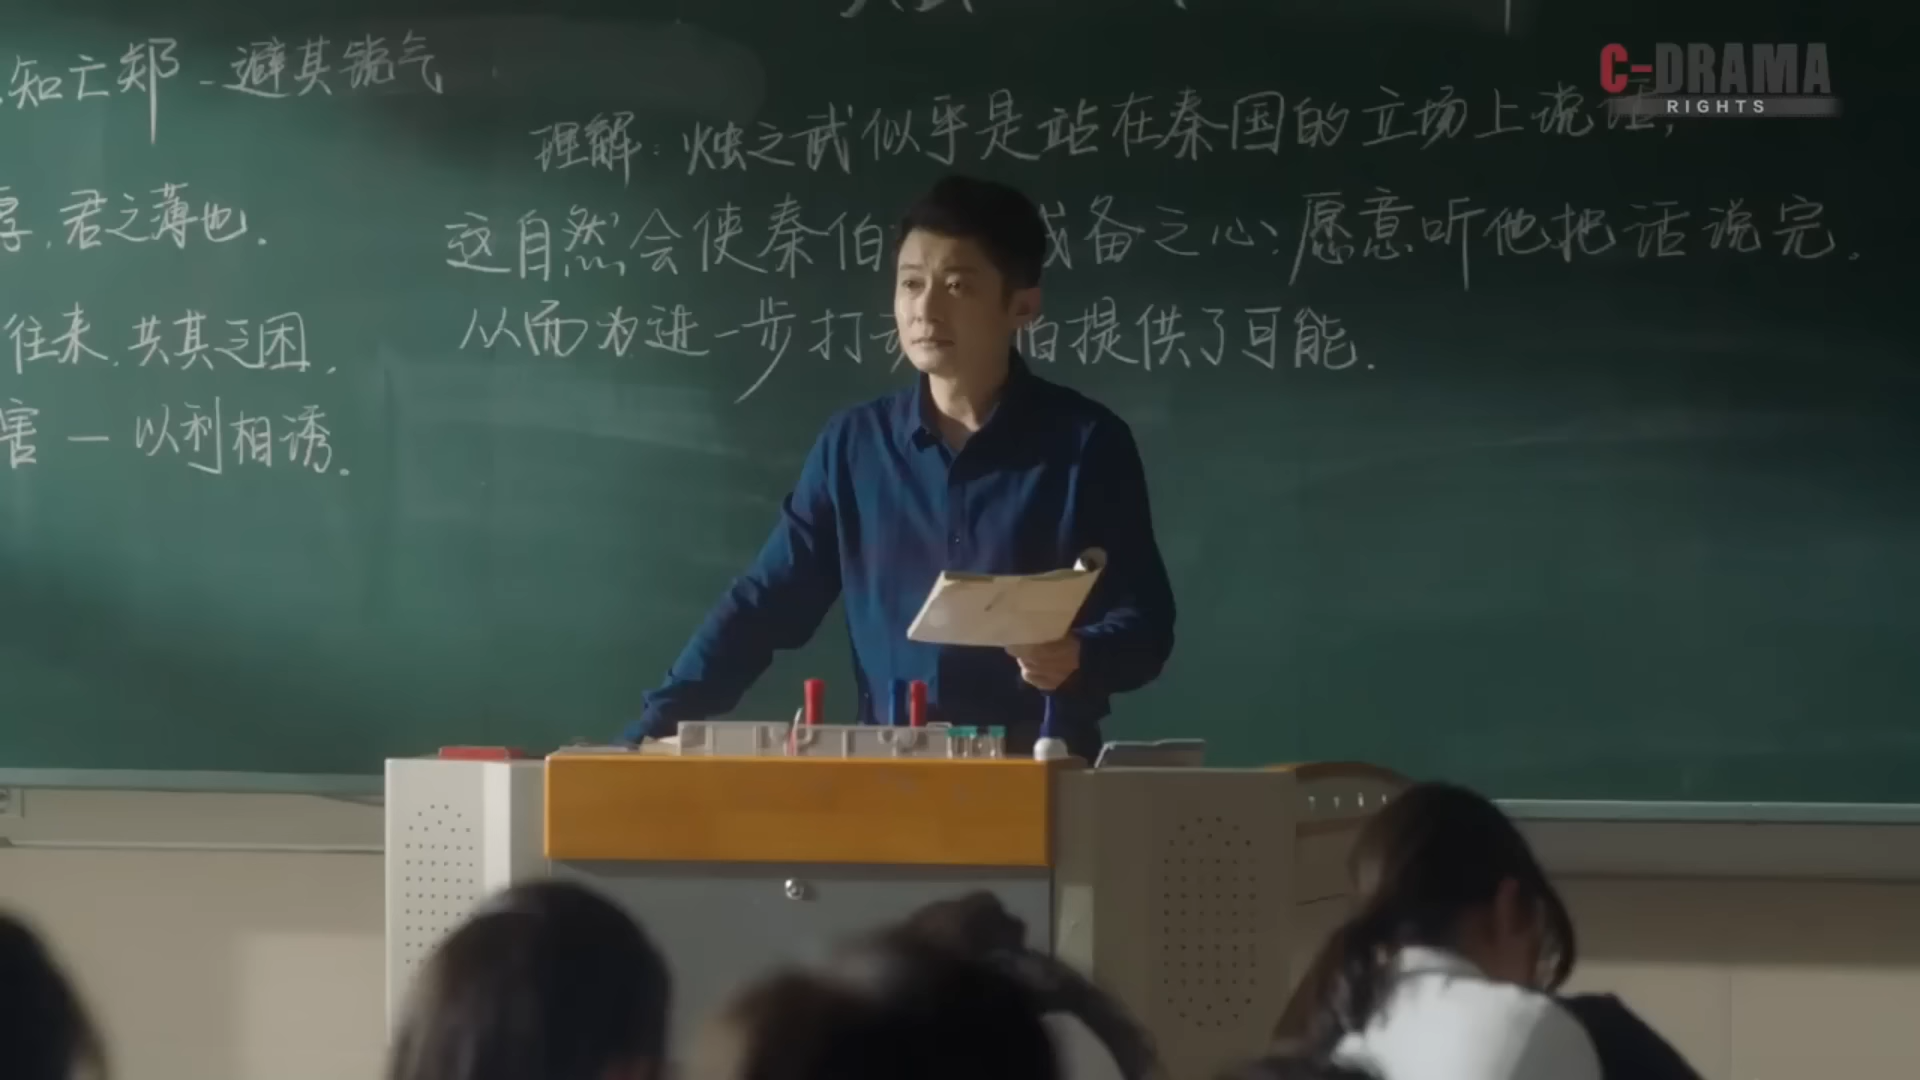 知亡郑-避其锐气
君之薄也.
往来,共其乏困,
害-以利相诱.
理解:烛之武似乎是站在秦国的立场上说话,
这自然会使秦伯 备之心;愿意听他把话说完.
从而为进一步打 伯提供了可能.
C-DRAMA
RIGHTS